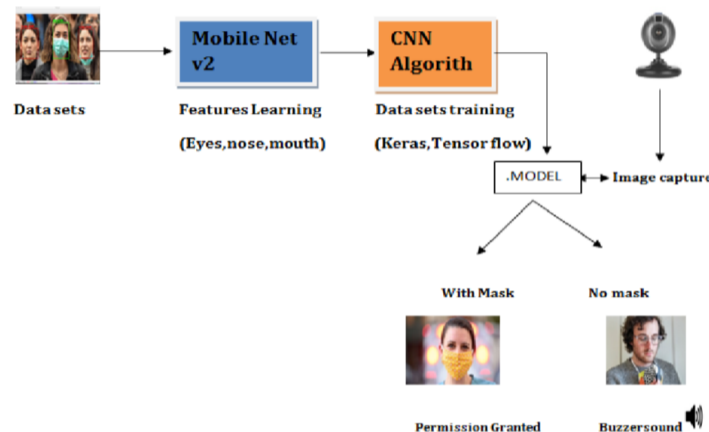 Mobile Net
v2
CNN
Algorith
Data sets
Features Learning
(Eyes,nose,mouth)
Data sets training
(Keras,Tensor flow)
.MODEL
Image capture
With Mask
No mask
Permission Granted
Buzzersound